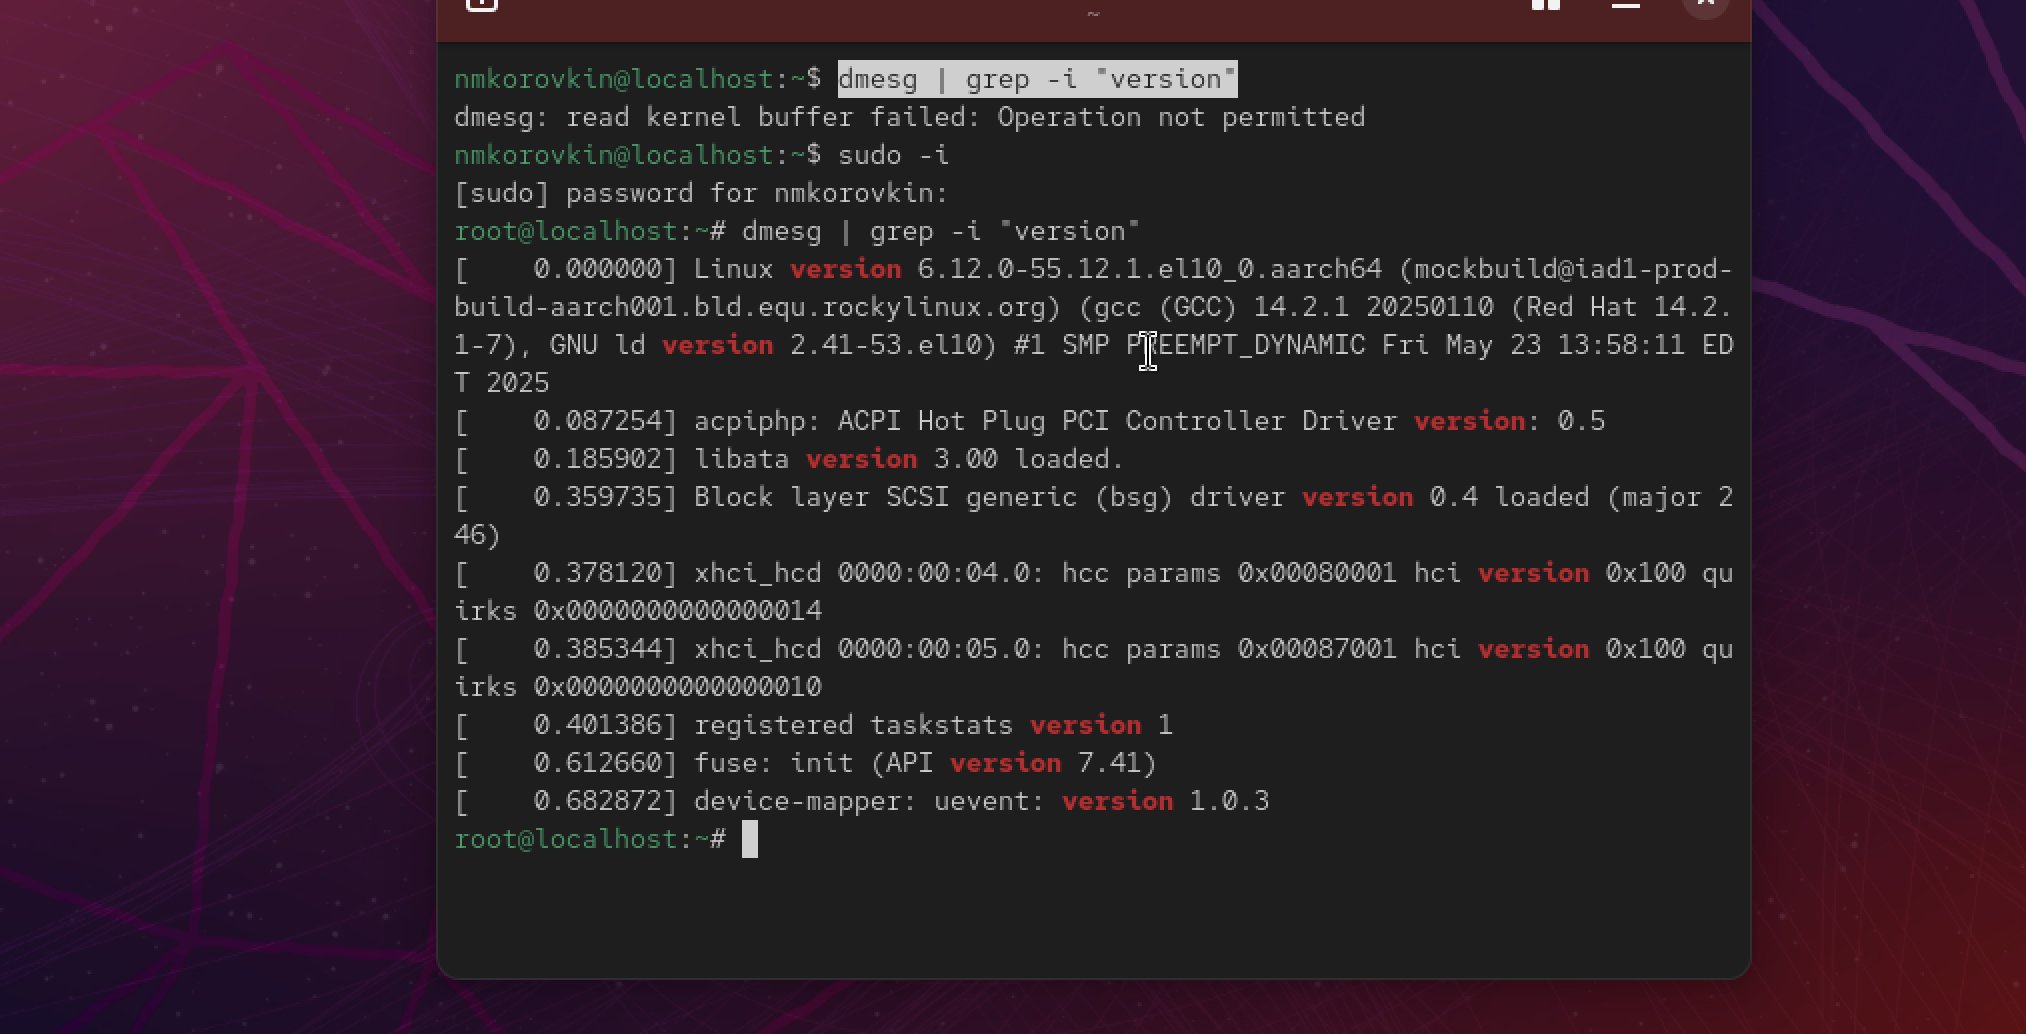 ~
nmkorovkin@localhost:~$ dmesg | grep -i "version"
dmesg: read kernel buffer failed: Operation not permitted
nmkorovkin@localhost:~$ sudo -i
[sudo] password for nmkorovkin:
root@localhost:~# dmesg | grep -i "version"
[    0.000000] Linux version 6.12.0-55.12.1.el10_0.aarch64 (mockbuild@iad1-prod-
build-aarch001.bld.equ.rockylinux.org) (gcc (GCC) 14.2.1 20250110 (Red Hat 14.2.
1-7), GNU ld version 2.41-53.el10) #1 SMP PREEMPT_DYNAMIC Fri May 23 13:58:11 ED
T 2025
[    0.087254] acpiphp: ACPI Hot Plug PCI Controller Driver version: 0.5
[    0.185902] libata version 3.00 loaded.
[    0.359735] Block layer SCSI generic (bsg) driver version 0.4 loaded (major 2
46)
[    0.378120] xhci_hcd 0000:00:04.0: hcc params 0x00080001 hci version 0x100 qu
irks 0x0000000000000014
[    0.385344] xhci_hcd 0000:00:05.0: hcc params 0x00087001 hci version 0x100 qu
irks 0x0000000000000010
[    0.401386] registered taskstats version 1
[    0.612660] fuse: init (API version 7.41)
[    0.682872] device-mapper: uevent: version 1.0.3
root@localhost:~#